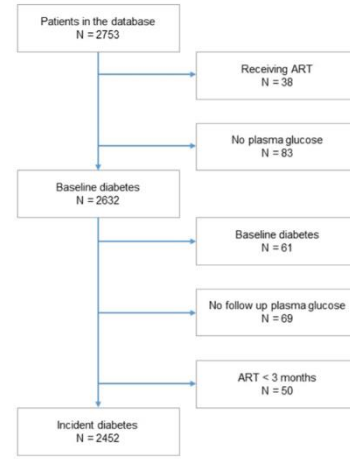 Patients in the database
N = 2753
Receiving ART
N = 38
No plasma glucose
N = 83
Baseline diabetes
N = 2632
Baseline diabetes
N = 61
No follow up plasma glucose
N = 69
ART < 3 months
N = 50
Incident diabetes
N = 2452